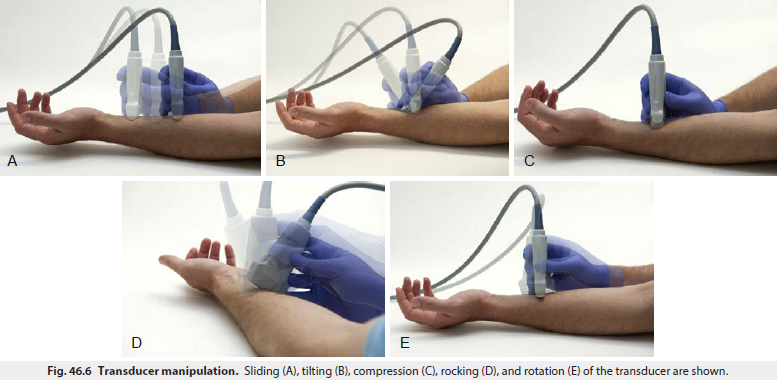 A
B
C
D
E
Fig. 46.6 Transducer manipulation. Sliding (A), tilting (B), compression (C), rocking (D), and rotation (E) of the transducer are shown.